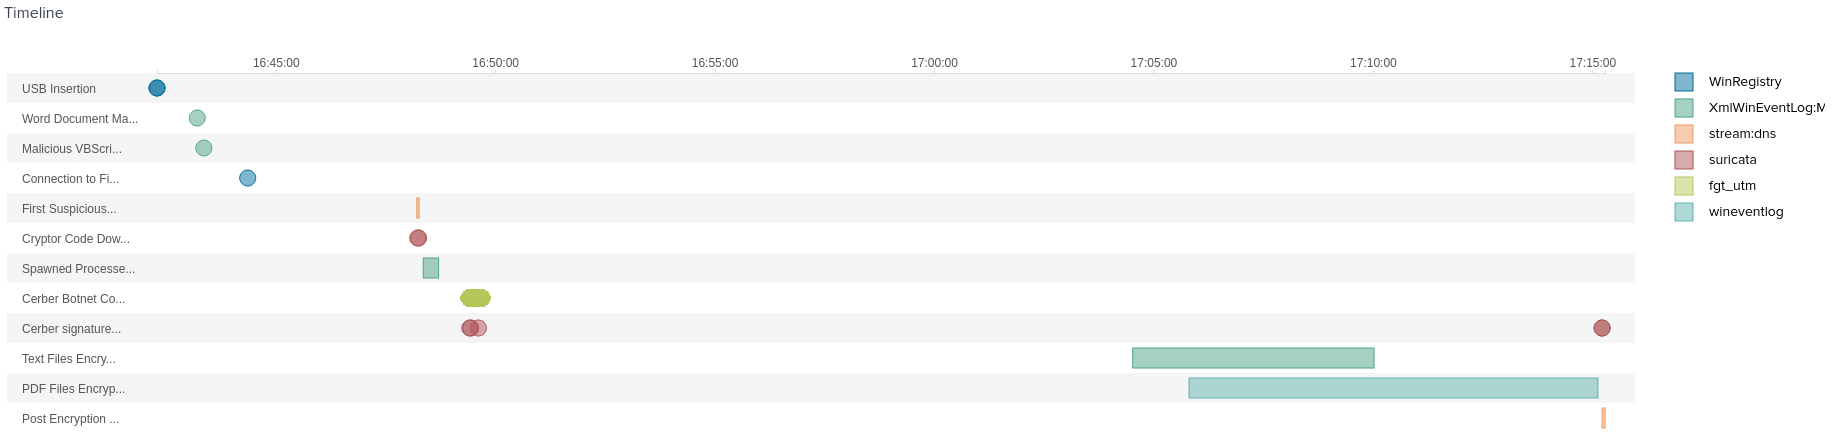 Timeline
16:45:00 16:50:00 16:55:00 17:00:00 17:05:00 17:10:00 17:15:00
USB Insertion
Word Document Ma...
Malicious VBScri...
Connection to Fi...
First Suspicious...
Cryptor Code Dow...
Spawned Processe...
Cerber Botnet Co...
Cerber signature...
Text Files Encry...
PDF Files Encryp...
Post Encryption ...
WinRegistry
XmlWinEventLog:M
stream:dns
suricata
fgt_utm
wineventlog